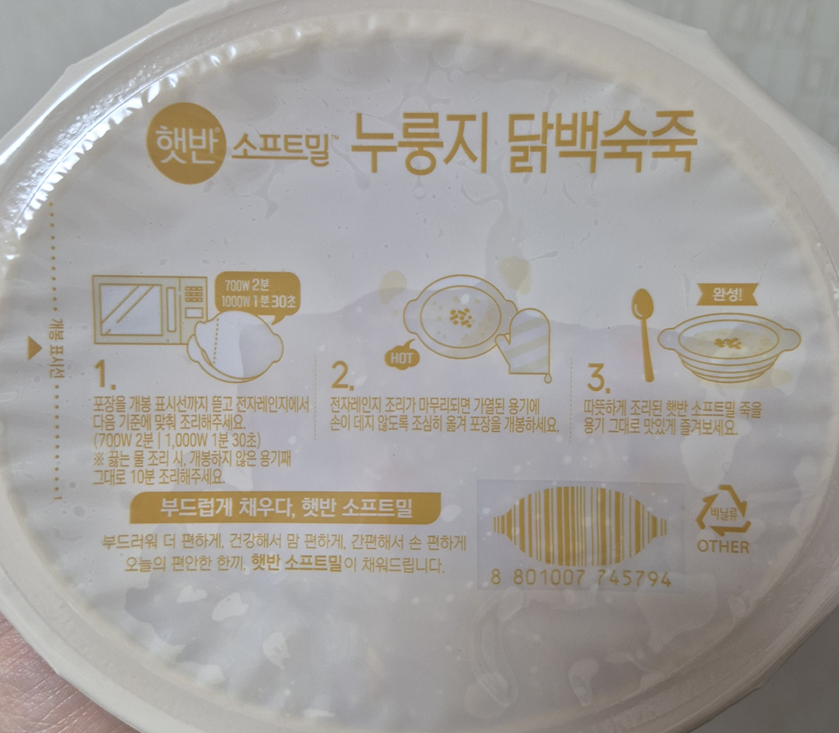 햇반® 소프트밀™ 누룽지 닭백숙죽
개봉 표시선
700W 2분
1000W 1분 30초
1.
포장을 개봉 표시선까지 뜯고 전자레인지에서
다음 기준에 맞춰 조리해주세요.
(700W 2분 | 1,000W 1분 30초)
※ 끓는 물 조리 시, 개봉하지 않은 용기째
그대로 10분 조리해주세요.
HOT
2.
전자레인지 조리가 마무리되면 가열된 용기에
손이 데지 않도록 조심히 옮겨 포장을 개봉하세요.
완성!
3.
따뜻하게 조리된 햇반 소프트밀 죽을
용기 그대로 맛있게 즐겨보세요.
부드럽게 채우다, 햇반 소프트밀
부드러워 더 편하게, 건강해서 맘 편하게, 간편해서 손 편하게
오늘의 편안한 한끼, 햇반 소프트밀이 채워드립니다.
8 801007 745794
비닐류
OTHER